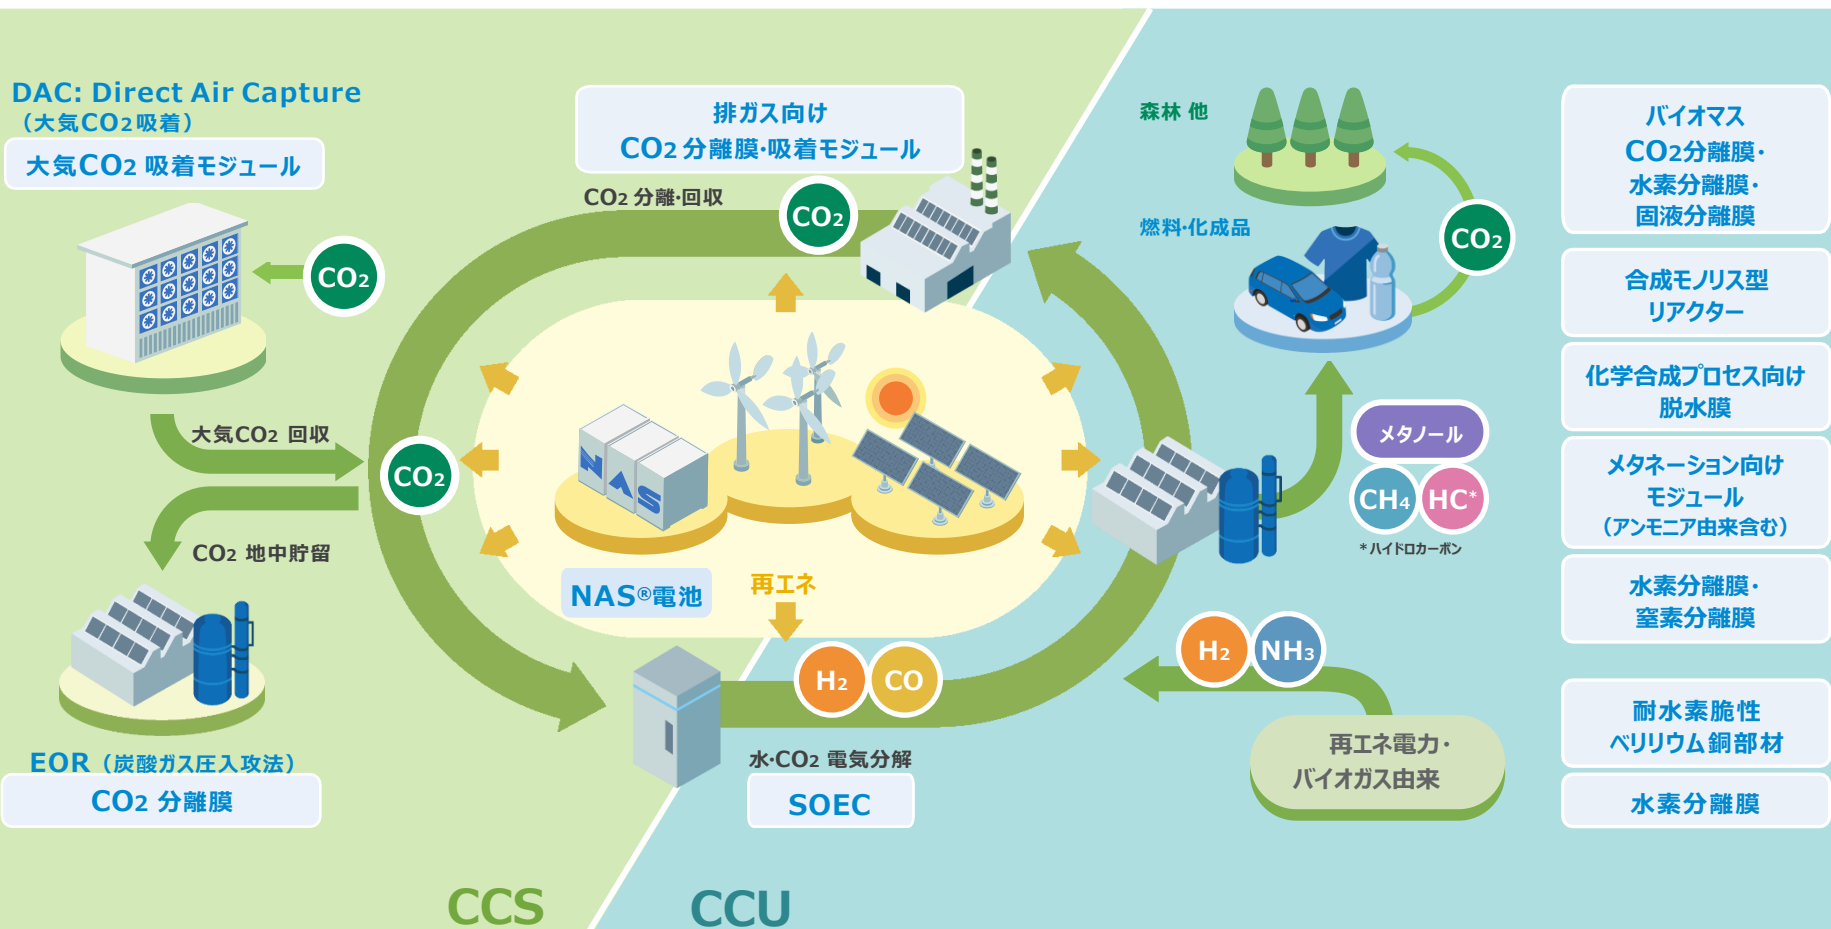 DAC: Direct Air Capture
（大気CO2吸着）
大気CO2 吸着モジュール
CO2
大気CO2 回収
CO2 地中貯留
EOR（炭酸ガス圧入攻法）
CO2 分離膜
排ガス向け
CO2 分離膜･吸着モジュール
CO2 分離･回収
CO2
CO2
NAS
NAS®電池
再エネ
H2
CO
水･CO2 電気分解
SOEC
CCS
CCU
森林 他
燃料･化成品
CO2
メタノール
CH4
HC*
*ハイドロカーボン
H2
NH3
再エネ電力･
バイオガス由来
バイオマス
CO2分離膜･
水素分離膜･
固液分離膜
合成モノリス型
リアクター
化学合成プロセス向け
脱水膜
メタネーション向け
モジュール
（アンモニア由来含む）
水素分離膜･
窒素分離膜
耐水素脆性
ベリリウム銅部材
水素分離膜